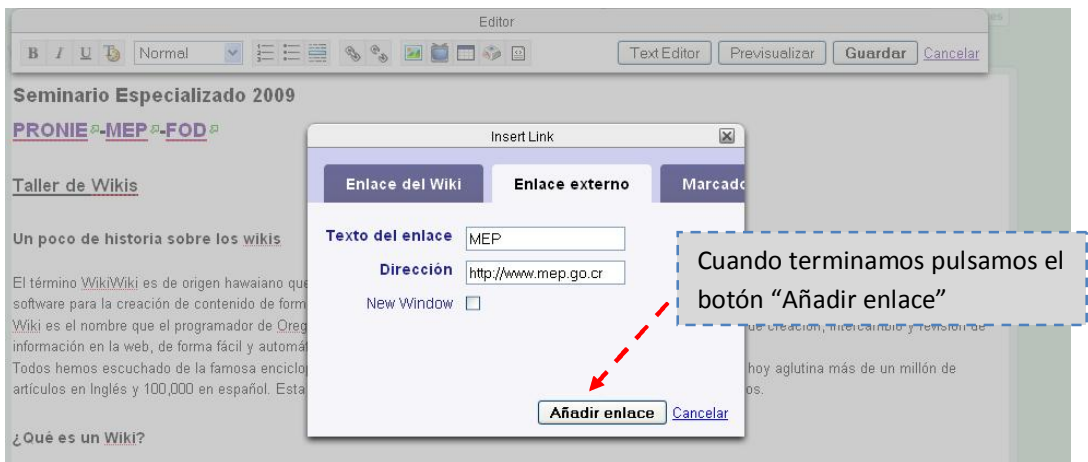 Editor
B I U Normal Text Editor Previsualizar Guardar Cancelar
Seminario Especializado 2009
PRONIE-MEP-FOD
Taller de Wikis
Un poco de historia sobre los wikis
El término WikiWiki es de origen hawaiano que
software para la creación de contenido de form
Wiki es el nombre que el programador de Oreg de creación, intercambio y revisión de
información en la web, de forma fácil y automá
Todos hemos escuchado de la famosa enciclo hoy aglutina más de un millón de
artículos en Inglés y 100,000 en español. Esta os.
¿Qué es un Wiki?
Insert Link
Enlace del Wiki Enlace externo Marcado
Texto del enlace MEP
Dirección http://www.mep.go.cr
New Window
Añadir enlace Cancelar
Cuando terminamos pulsamos el
botón “Añadir enlace”